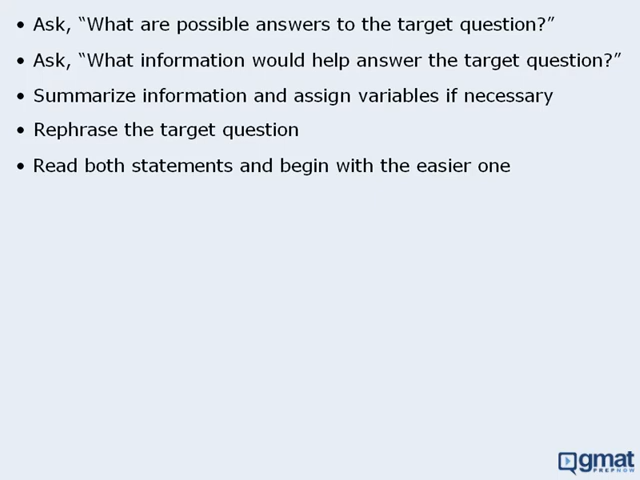 • Ask, “What are possible answers to the target question?”
• Ask, “What information would help answer the target question?”
• Summarize information and assign variables if necessary
• Rephrase the target question
• Read both statements and begin with the easier one
gmat
PREPNOW